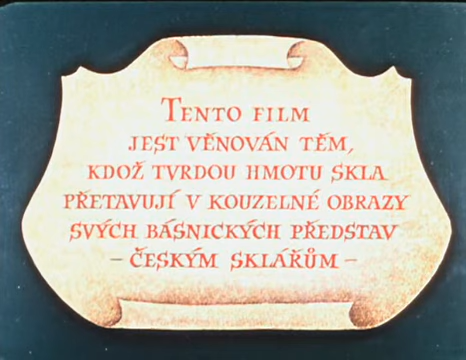 TENTO FILM
JEST VĚNOVÁN TĚM,
KDOŽ TVRDOU HMOTU SKLA
PŘETAVUJÍ V KOUZELNÉ OBRAZY
SVÝCH BÁSNICKÝCH PŘEDSTAV
– ČESKÝM SKLÁŘŮM –